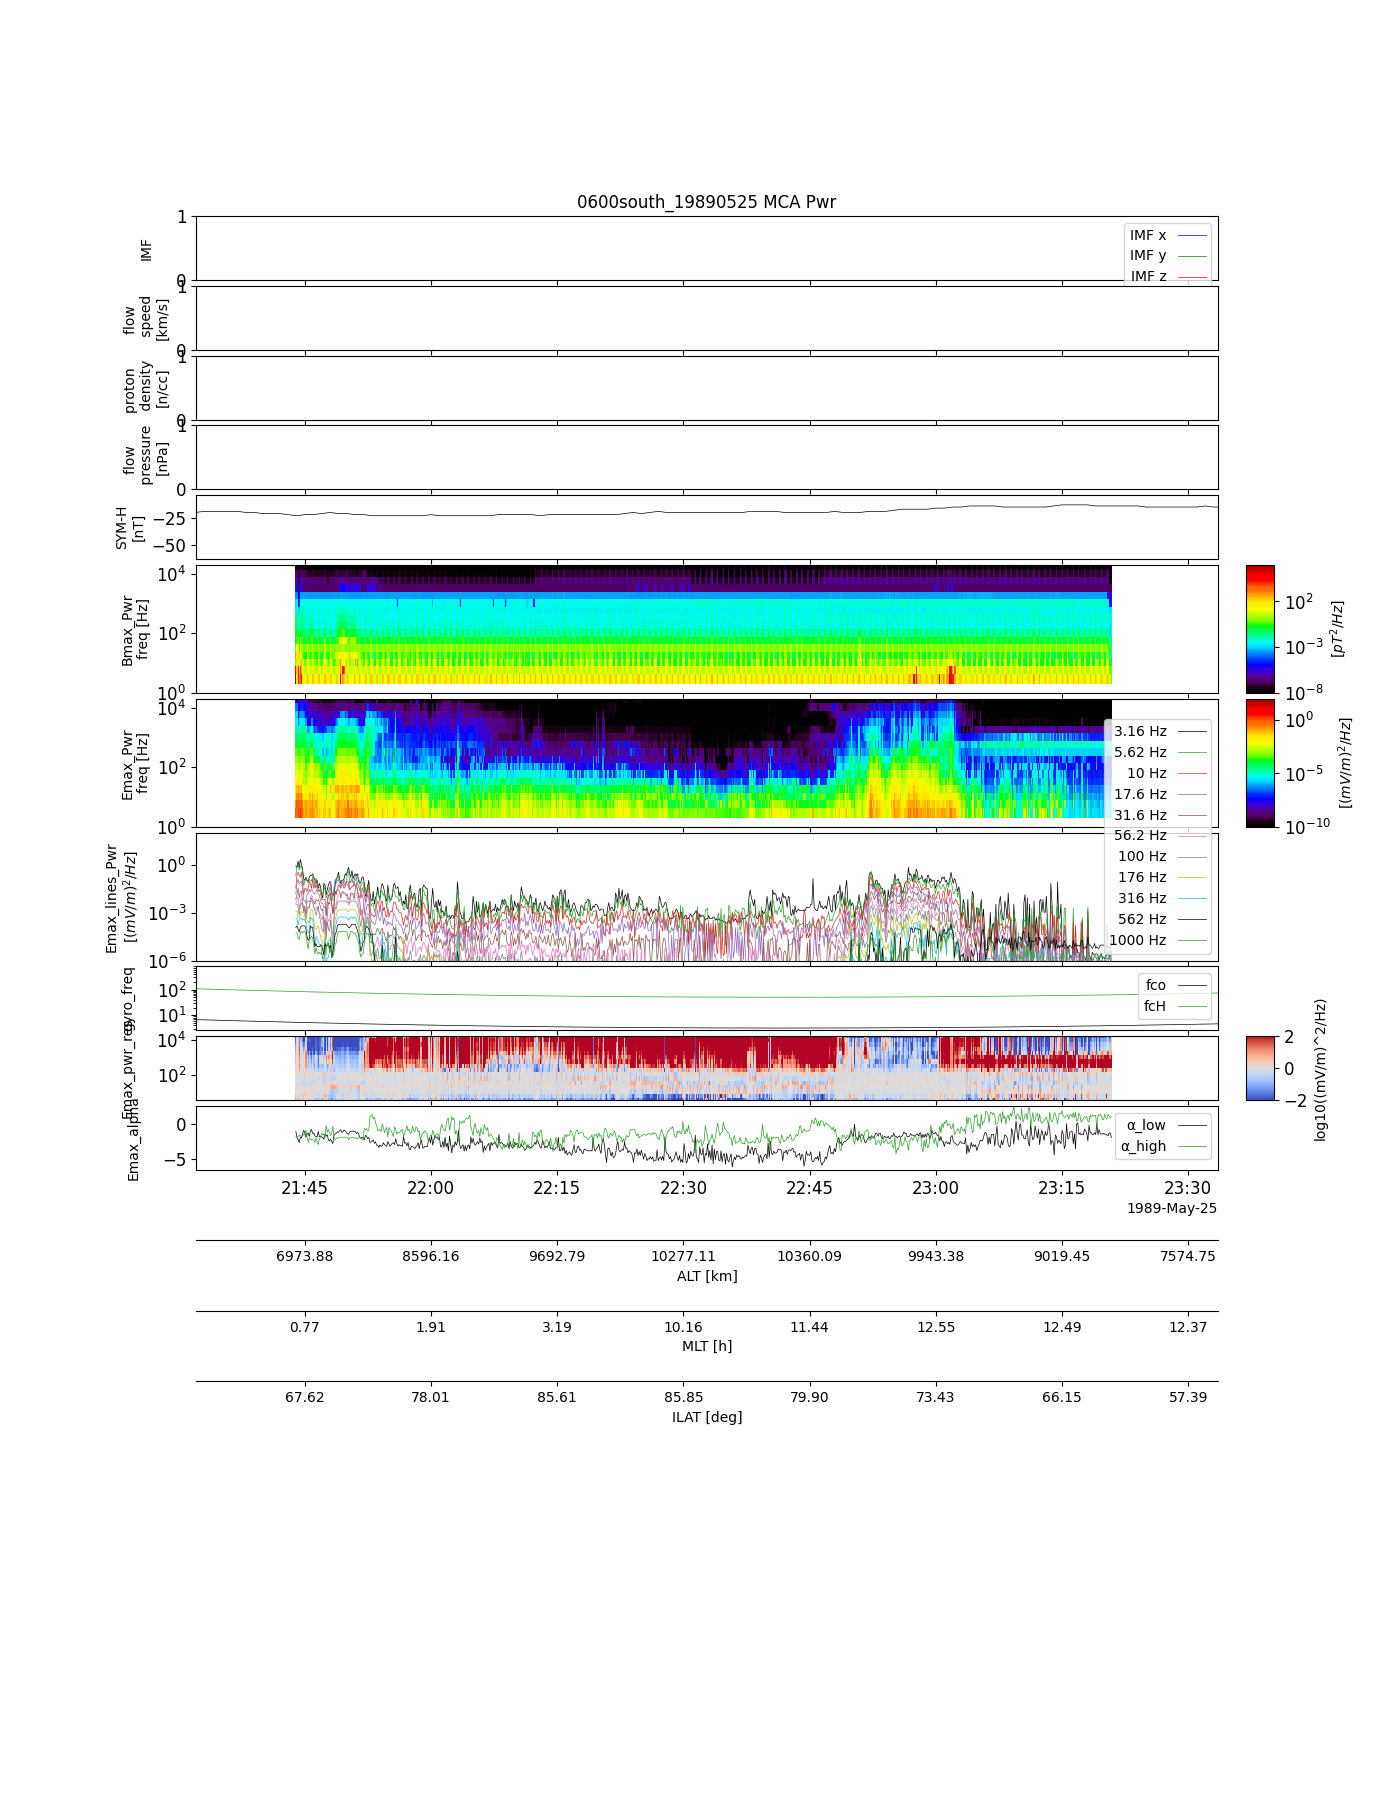 0600south_19890525 MCA Pwr
1
0
IMF
IMF x
IMF y
IMF z
1
0
flow
speed
[km/s]
1
0
proton
density
[n/cc]
1
0
flow
pressure
[nPa]
−25
−50
SYM-H
[nT]
10^4
10^2
10^0
Bmax_Pwr
freq [Hz]
10^2
10^−3
10^−8
[pT^2/Hz]
10^4
10^2
10^0
Emax_Pwr
freq [Hz]
10^0
10^−5
10^−10
[(mV/m)^2/Hz]
3.16 Hz
5.62 Hz
10 Hz
17.6 Hz
31.6 Hz
56.2 Hz
100 Hz
176 Hz
316 Hz
562 Hz
1000 Hz
10^0
10^−3
10^−6
Emax_lines_Pwr
[(mV/m)^2/Hz]
10^2
10^1
gyro_freq
fco
fcH
10^4
10^2
Emax_pwr_reg
2
0
−2
log10((mV/m)^2/Hz)
0
−5
Emax_alpha
α_low
α_high
21:45 22:00 22:15 22:30 22:45 23:00 23:15 23:30
1989-May-25
6973.88 8596.16 9692.79 10277.11 10360.09 9943.38 9019.45 7574.75
ALT [km]
0.77 1.91 3.19 10.16 11.44 12.55 12.49 12.37
MLT [h]
67.62 78.01 85.61 85.85 79.90 73.43 66.15 57.39
ILAT [deg]